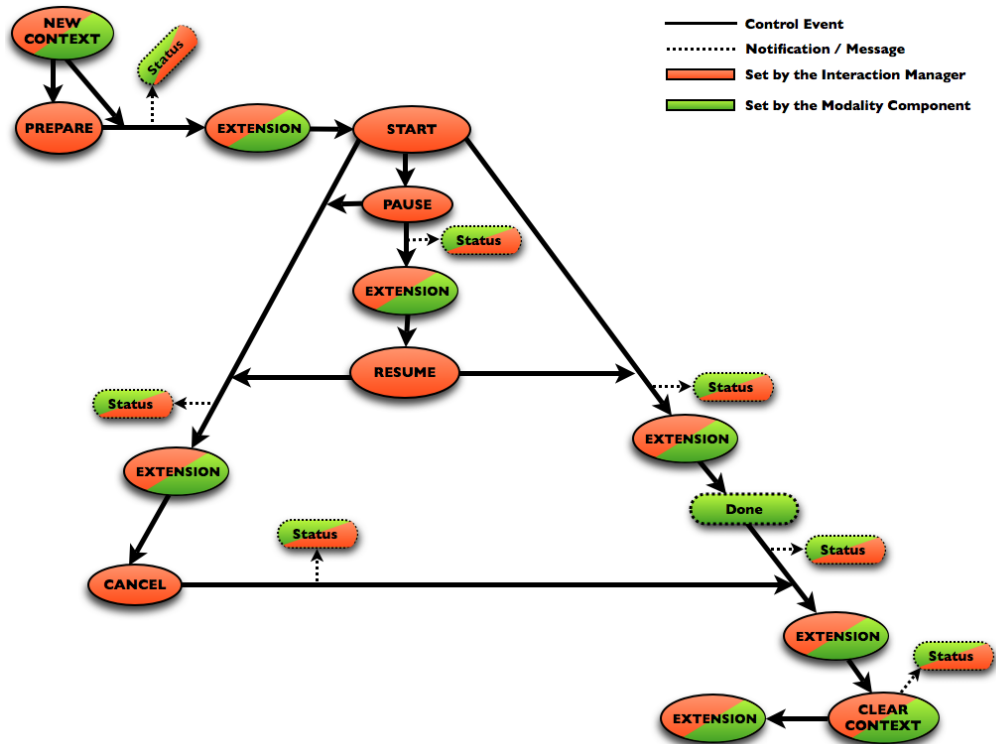 NEW
CONTEXT
Status
Control Event
Notification / Message
Set by the Interaction Manager
Set by the Modality Component
PREPARE
EXTENSION
START
PAUSE
Status
EXTENSION
RESUME
Status
Status
EXTENSION
EXTENSION
Done
Status
Status
CANCEL
EXTENSION
Status
EXTENSION
CLEAR
CONTEXT